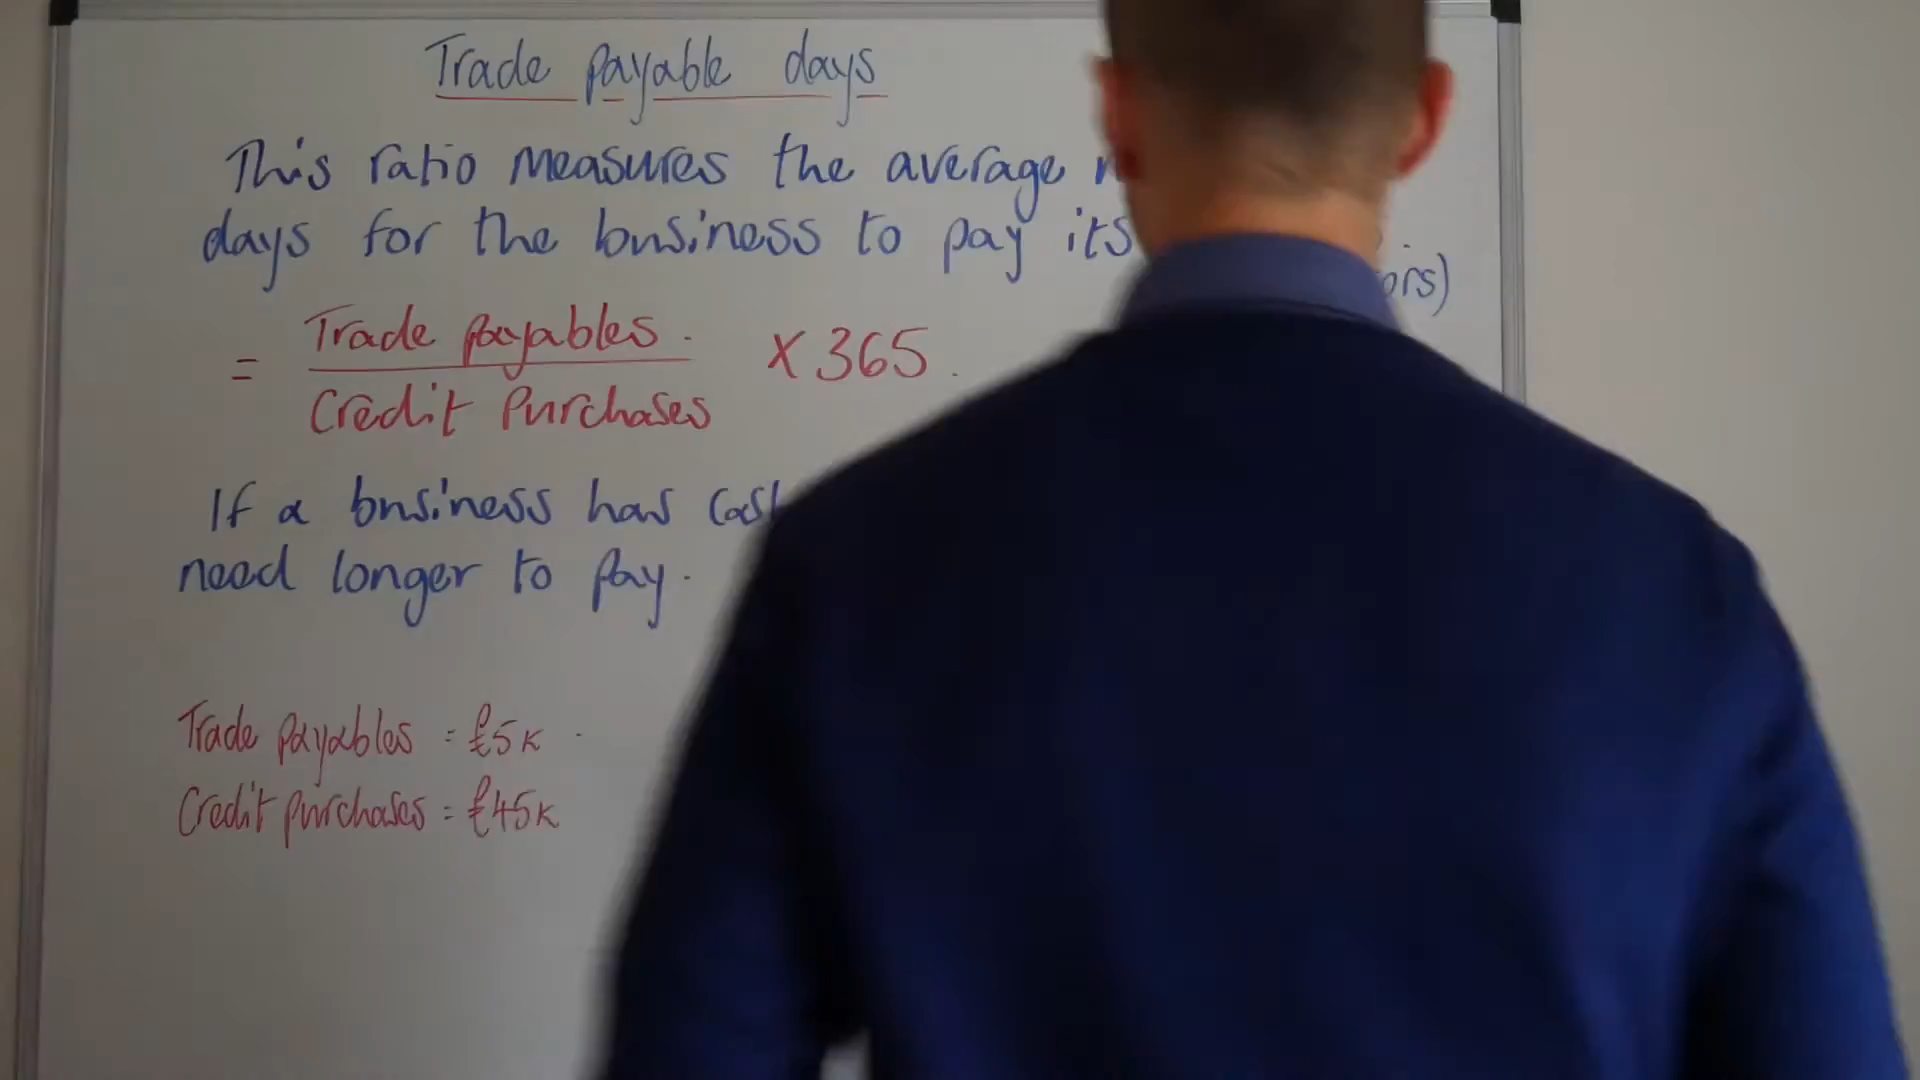 Trade payable days
This ratio measures the average
days for the business to pay its
ors)
= Trade payables. X 365.
Credit Purchases
If a business has
need longer to pay.
Trade payables = £5K
Credit purchases = £45K